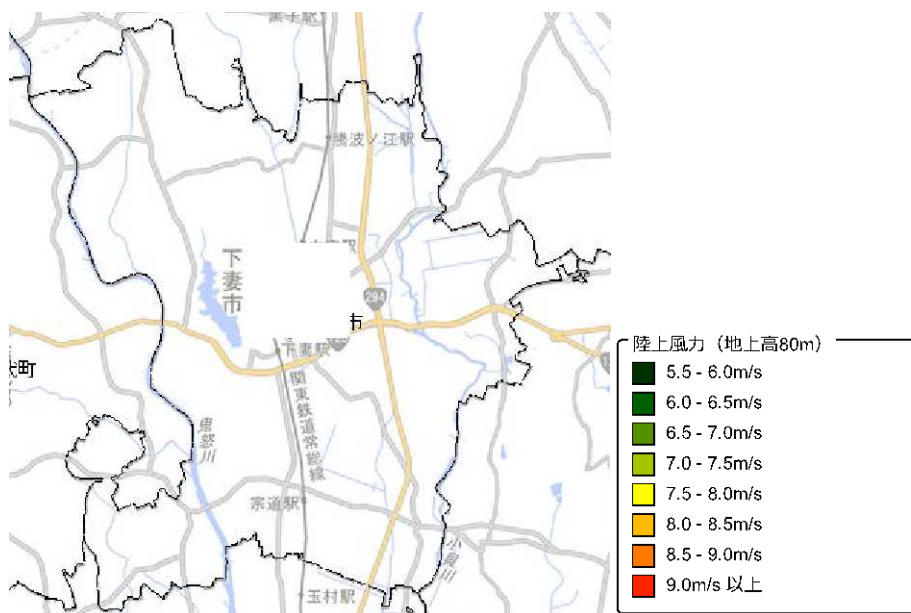 黒子駅
騰波ノ江駅
下妻市
294
市
下妻駅
関東鉄道常総線
鬼怒川
宗道駅
小貝川
玉村駅
陸上風力（地上高80m）
5.5 - 6.0m/s
6.0 - 6.5m/s
6.5 - 7.0m/s
7.0 - 7.5m/s
7.5 - 8.0m/s
8.0 - 8.5m/s
8.5 - 9.0m/s
9.0m/s 以上